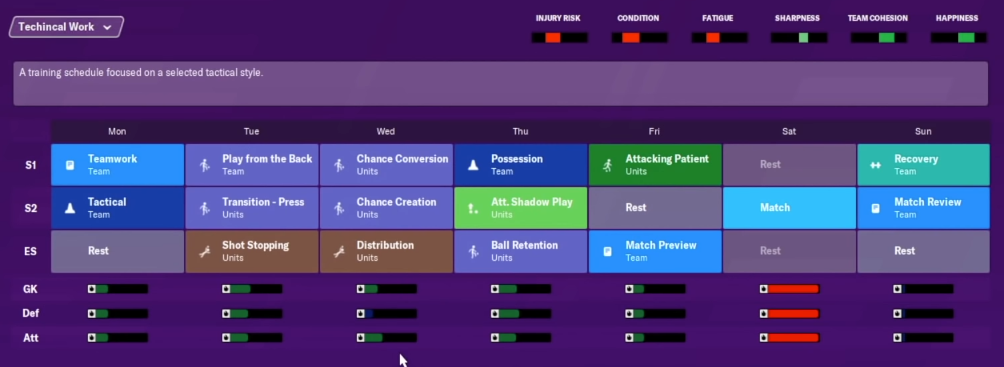 Techincal Work
INJURY RISK
CONDITION
FATIGUE
SHARPNESS
TEAM COHESION
HAPPINESS
A training schedule focused on a selected tactical style.
Mon
Tue
Wed
Thu
Fri
Sat
Sun
S1
Teamwork
Team
Play from the Back
Team
Chance Conversion
Units
Possession
Team
Attacking Patient
Units
Rest
Recovery
Team
S2
Tactical
Team
Transition - Press
Units
Chance Creation
Units
Att. Shadow Play
Units
Rest
Match
Match Review
Team
ES
Rest
Shot Stopping
Units
Distribution
Units
Ball Retention
Units
Match Preview
Team
Rest
Rest
GK
Def
Att